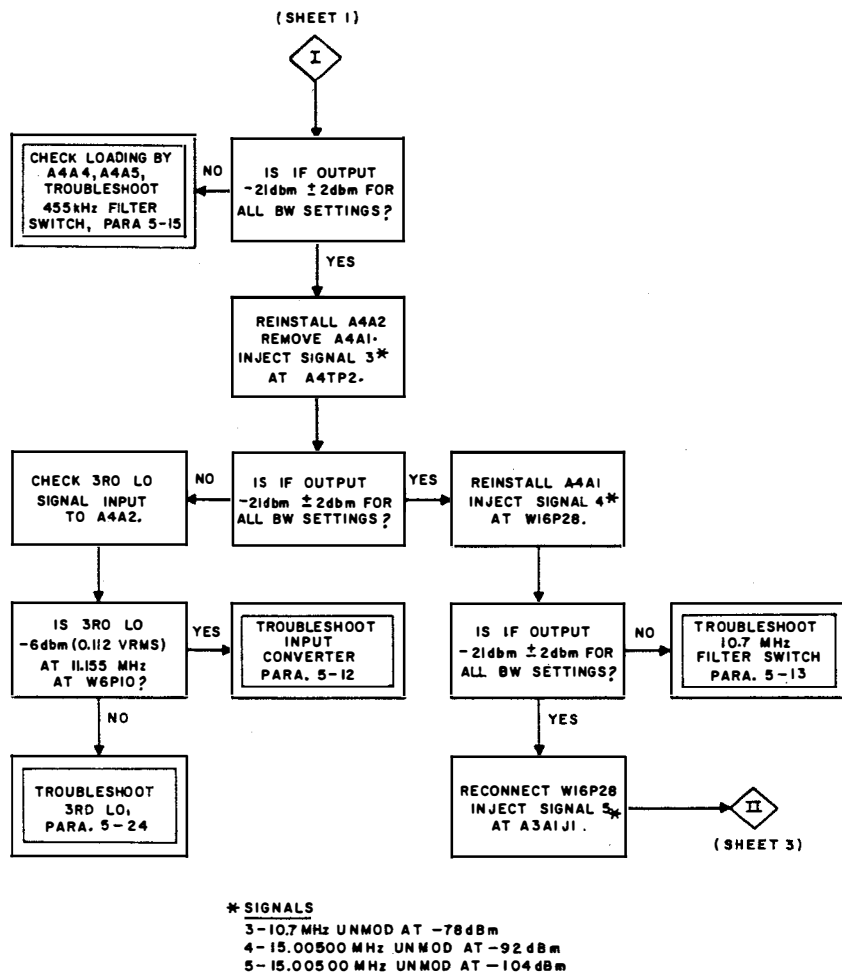 (SHEET 1)
I
CHECK LOADING BY
A4A4, A4A5,
TROUBLESHOOT
455kHz FILTER
SWITCH, PARA 5-15
NO
IS IF OUTPUT
-21dbm ±2dbm FOR
ALL BW SETTINGS?
YES
REINSTALL A4A2
REMOVE A4A1.
INJECT SIGNAL 3*
AT A4TP2.
CHECK 3RO LO
SIGNAL INPUT
TO A4A2.
NO
IS IF OUTPUT
-21dbm ±2dbm FOR
ALL BW SETTINGS?
YES
REINSTALL A4A1
INJECT SIGNAL 4*
AT W16P28.
IS 3RO LO
-6dbm (0.112 VRMS)
AT 11.155 MHz
AT W6P10?
YES
TROUBLESHOOT
INPUT
CONVERTER
PARA. 5-12
IS IF OUTPUT
-21dbm ±2dbm FOR
ALL BW SETTINGS?
NO
TROUBLESHOOT
10.7 MHz
FILTER SWITCH
PARA. 5-13
NO
YES
TROUBLESHOOT
3RD LO,
PARA. 5-24
RECONNECT W16P28
INJECT SIGNAL 5*
AT A3A1J1.
II
(SHEET 3)
* SIGNALS
3-10.7 MHz UNMOD AT -78dBm
4-15.00500 MHz UNMOD AT -92dBm
5-15.00500 MHz UNMOD AT -104dBm